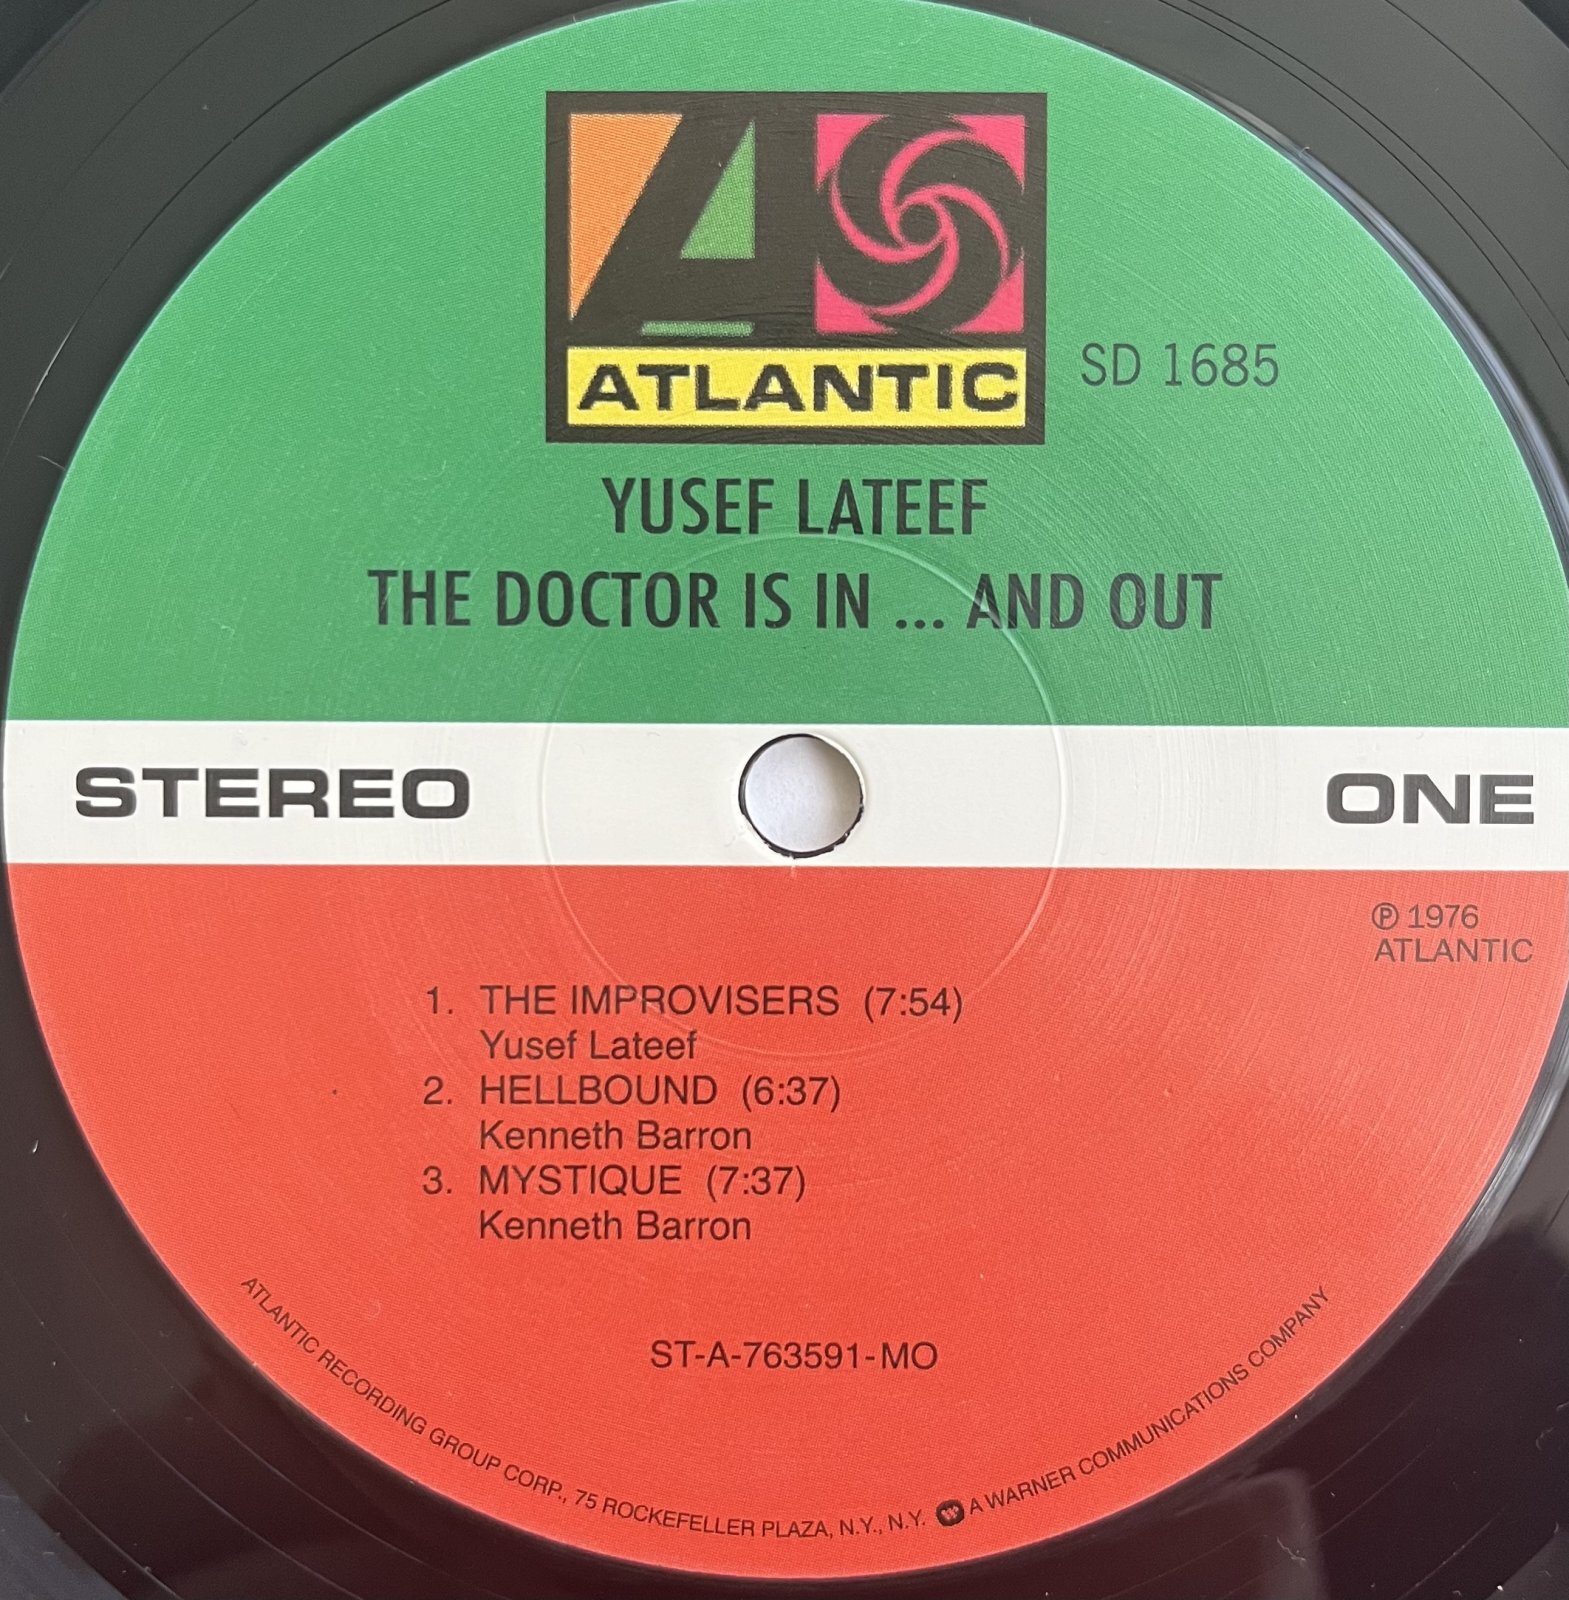 ATLANTIC
SD 1685
YUSEF LATEEF
THE DOCTOR IS IN ... AND OUT
STEREO
ONE
℗ 1976
ATLANTIC
1. THE IMPROVISERS (7:54)
Yusef Lateef
2. HELLBOUND (6:37)
Kenneth Barron
3. MYSTIQUE (7:37)
Kenneth Barron
ST-A-763591-MO
ATLANTIC RECORDING GROUP CORP., 75 ROCKEFELLER PLAZA, N.Y., N.Y. A WARNER COMMUNICATIONS COMPANY